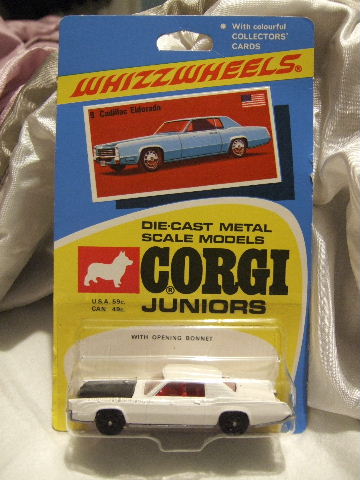 With colourful
COLLECTORS'
CARDS
WHIZZWHEELS®
8 Cadillac Eldorado
DIE-CAST METAL
SCALE MODELS
CORGI®
JUNIORS
U.S.A. 59c.
CAN. 49c.
WITH OPENING BONNET